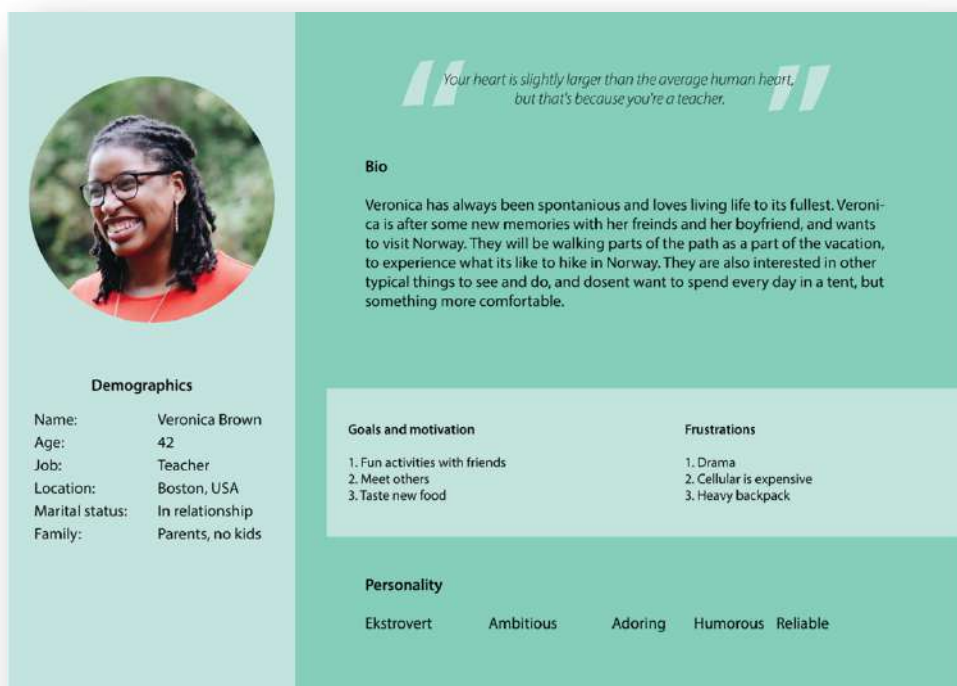 Your heart is slightly larger than the average human heart,
but that's because you're a teacher.
Bio
Veronica has always been spontanious and loves living life to its fullest. Veroni-
ca is after some new memories with her freinds and her boyfriend, and wants
to visit Norway. They will be walking parts of the path as a part of the vacation,
to experience what its like to hike in Norway. They are also interested in other
typical things to see and do, and dosent want to spend every day in a tent, but
something more comfortable.
Demographics
Name: Veronica Brown
Age: 42
Job: Teacher
Location: Boston, USA
Marital status: In relationship
Family: Parents, no kids
Goals and motivation
1. Fun activities with friends
2. Meet others
3. Taste new food
Frustrations
1. Drama
2. Cellular is expensive
3. Heavy backpack
Personality
Ekstrovert Ambitious Adoring Humorous Reliable